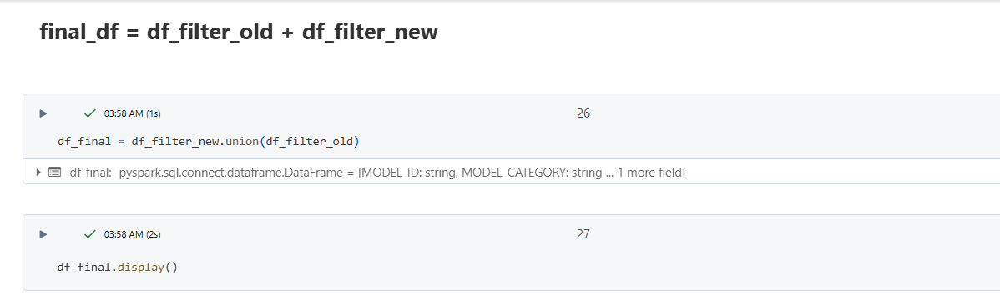 final_df = df_filter_old + df_filter_new
03:58 AM (1s)
26
df_final = df_filter_new.union(df_filter_old)
df_final: pyspark.sql.connect.dataframe.DataFrame = [MODEL_ID: string, MODEL_CATEGORY: string ... 1 more field]
03:58 AM (2s)
27
df_final.display()